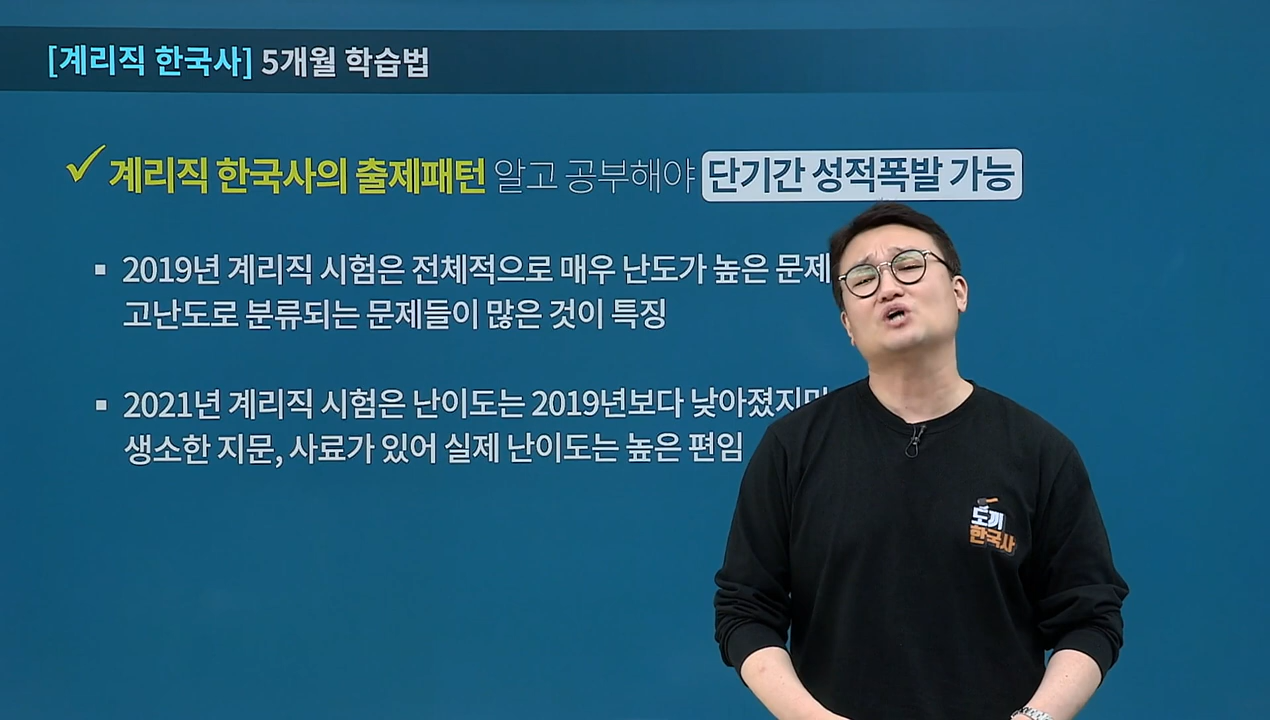 [계리직 한국사] 5개월 학습법
계리직 한국사의 출제패턴 알고 공부해야 단기간 성적폭발 가능
2019년 계리직 시험은 전체적으로 매우 난도가 높은 문제
고난도로 분류되는 문제들이 많은 것이 특징
2021년 계리직 시험은 난이도는 2019년보다 낮아졌지만
생소한 지문, 사료가 있어 실제 난이도는 높은 편임
도끼
한국사